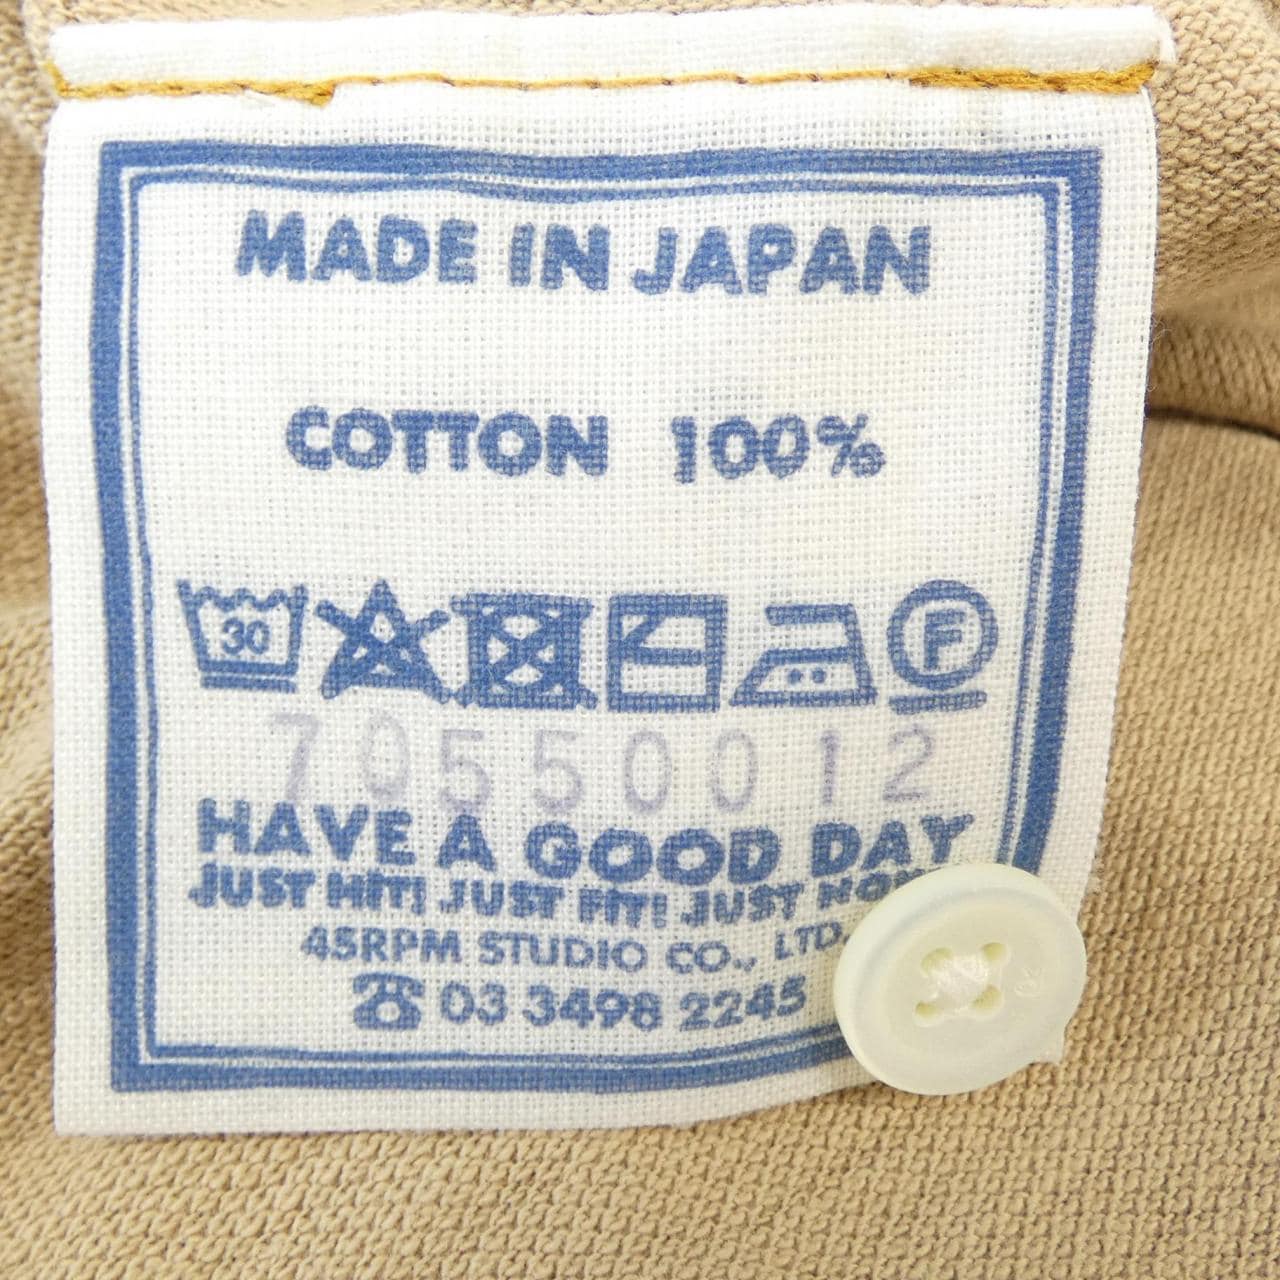 MADE IN JAPAN
COTTON 100%
30 F
70550012
HAVE A GOOD DAY
JUST HIT! JUST FIT! JUST
45RPM STUDIO CO., LTD.
☎ 03 3498 2245